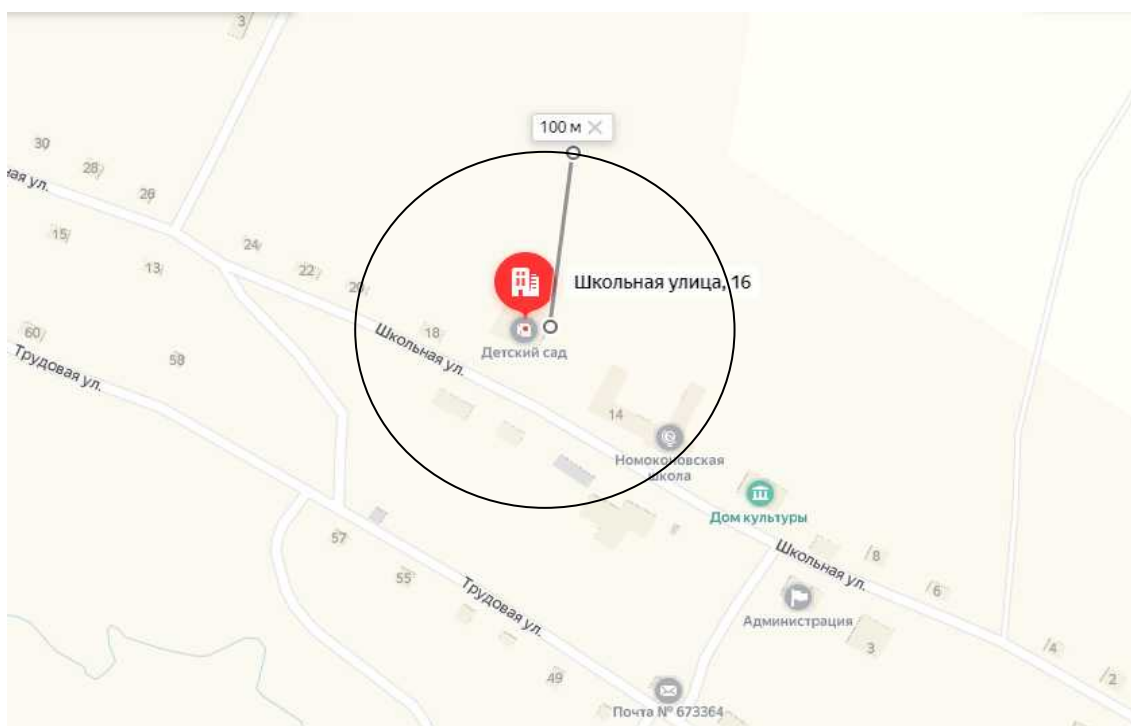 3
100 м
30
28
ная ул.
26
15
24
13
22
20
Школьная улица, 16
60
18
Школьная ул.
Детский сад
Трудовая ул.
58
14
Номоконовская
школа
Дом культуры
57
Школьная ул.
8
55
6
Трудовая ул.
Администрация
3
4
49
2
Почта № 673364